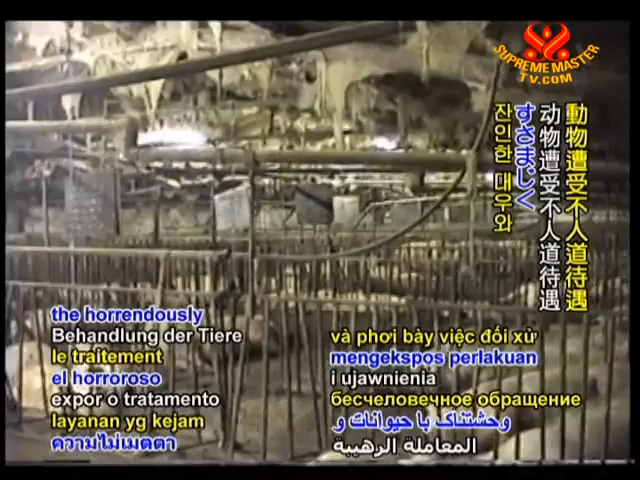 SUPREME MASTER
TV.COM
動物遭受不人道待遇
动物遭受不人道待遇
すさまじく
잔인한 대우와
the horrendously
Behandlung der Tiere
le traitement
el horroroso
expor o tratamento
layanan yg kejam
ความไม่เมตตา
và phơi bày việc đối xử
mengekspos perlakuan
i ujawnienia
бесчеловечное обращение
وحشتناک با حیوانات و
المعاملة الرهيبة